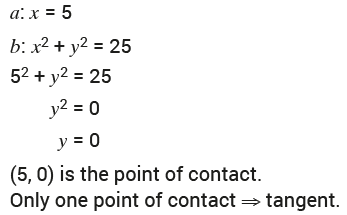 a: x = 5
b: x² + y² = 25
5² + y² = 25
y² = 0
y = 0
(5, 0) is the point of contact.
Only one point of contact ⇒ tangent.